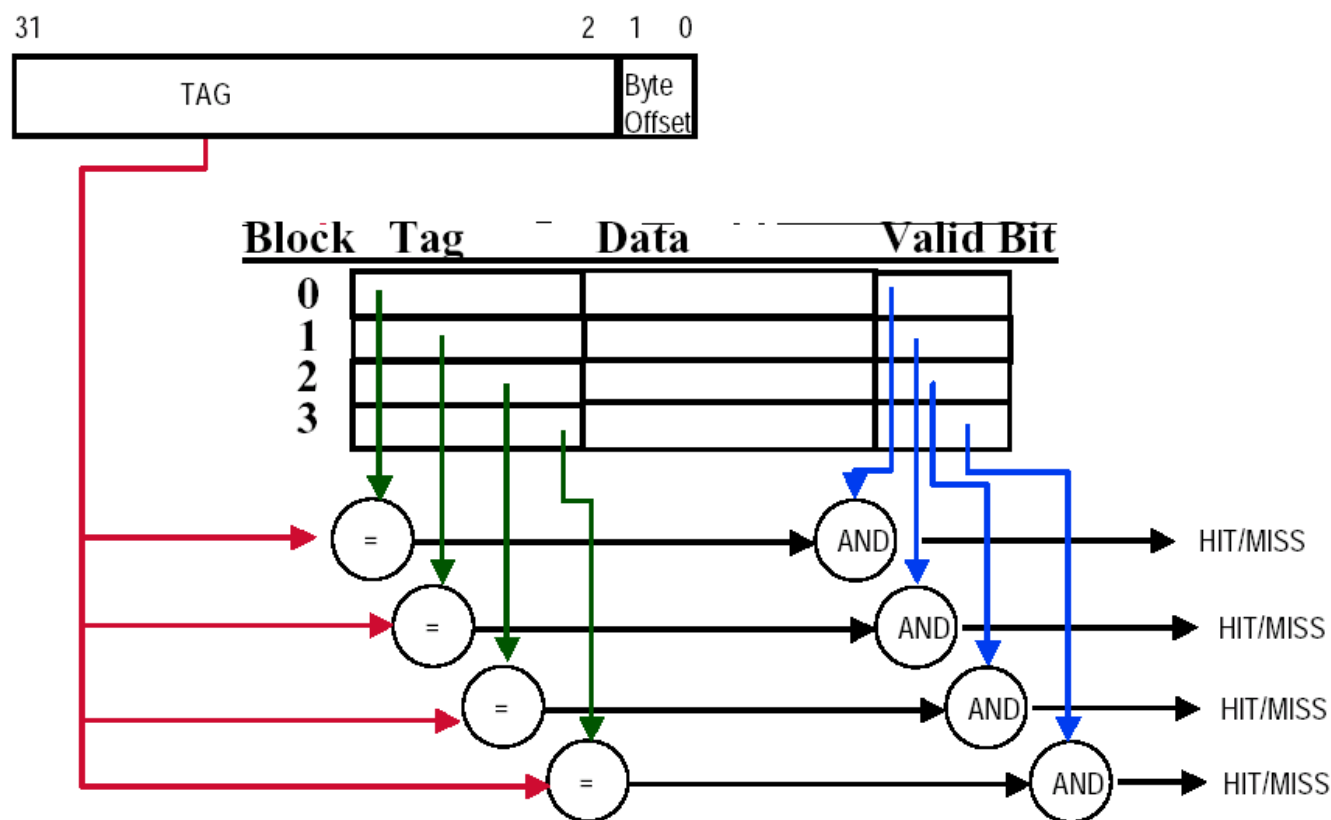 31 2 1 0
TAG Byte
Offset
Block Tag Data Valid Bit
0
1
2
3
= AND HIT/MISS
= AND HIT/MISS
= AND HIT/MISS
= AND HIT/MISS